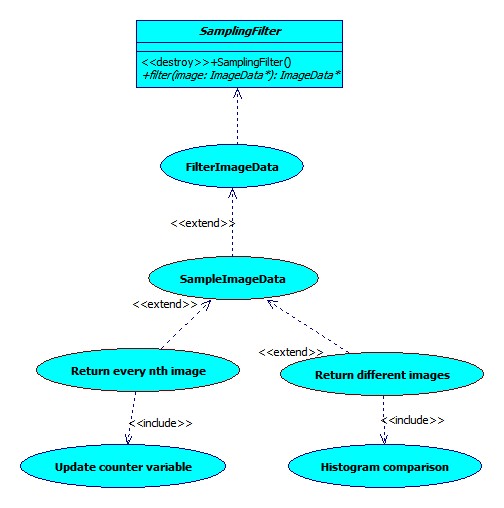 SamplingFilter
<<destroy>>+SamplingFilter()
+filter(image: ImageData*): ImageData*
FilterImageData
<<extend>>
SampleImageData
<<extend>>
<<extend>>
Return every nth image
Return different images
<<include>>
<<include>>
Update counter variable
Histogram comparison